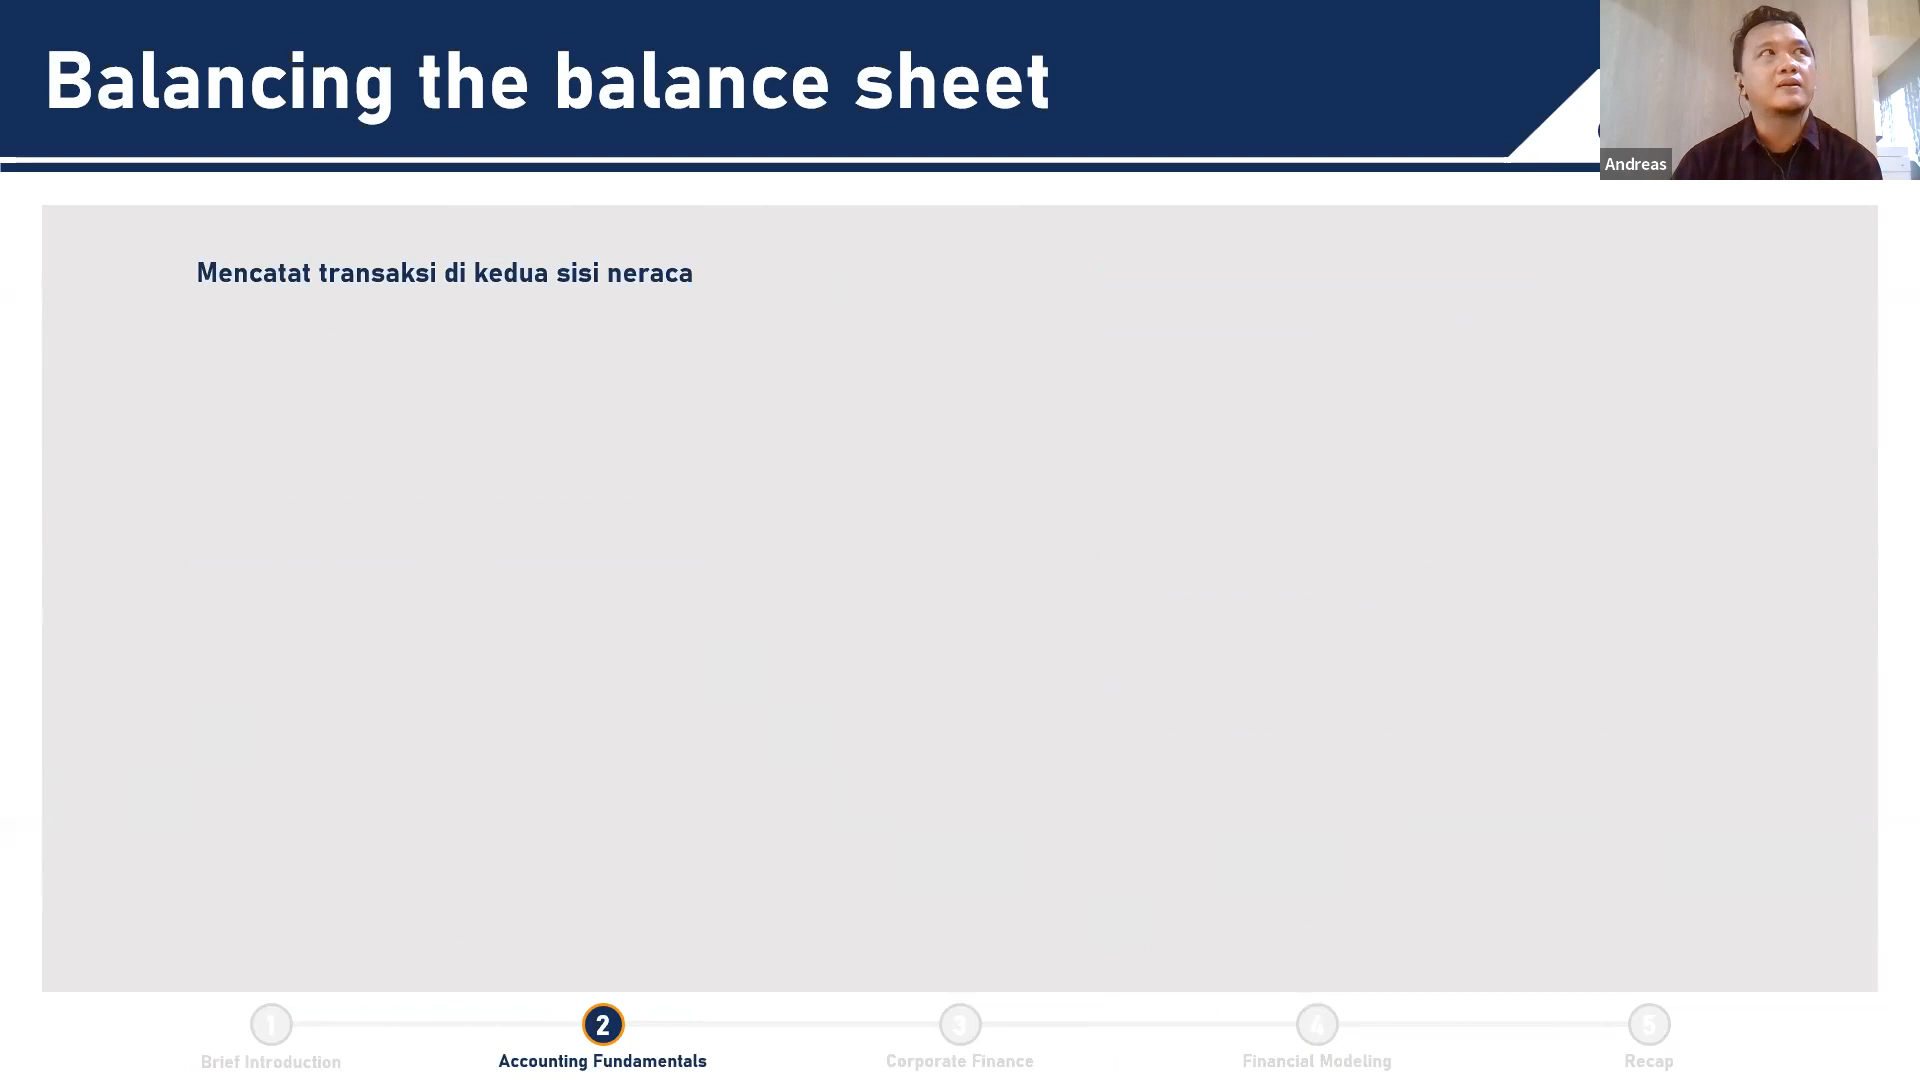 Balancing the balance sheet
Andreas
Mencatat transaksi di kedua sisi neraca
1
2
3
4
5
Brief Introduction
Accounting Fundamentals
Corporate Finance
Financial Modeling
Recap